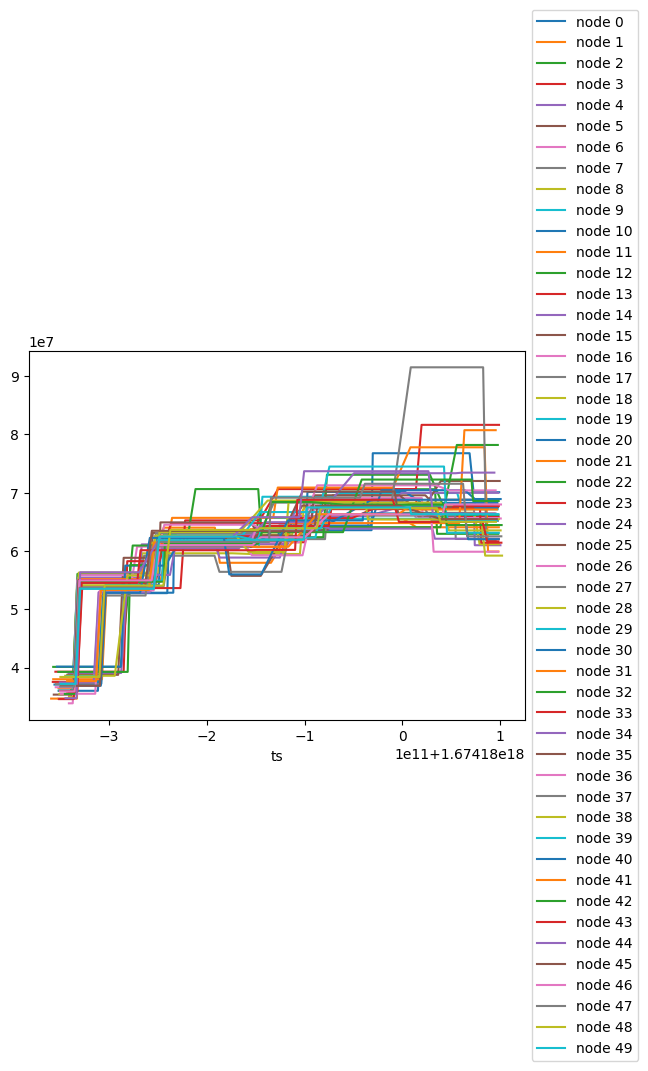 1e7
9
8
7
6
5
4
−3 −2 −1 0 1
1e11+1.67418e18
ts
node 0
node 1
node 2
node 3
node 4
node 5
node 6
node 7
node 8
node 9
node 10
node 11
node 12
node 13
node 14
node 15
node 16
node 17
node 18
node 19
node 20
node 21
node 22
node 23
node 24
node 25
node 26
node 27
node 28
node 29
node 30
node 31
node 32
node 33
node 34
node 35
node 36
node 37
node 38
node 39
node 40
node 41
node 42
node 43
node 44
node 45
node 46
node 47
node 48
node 49